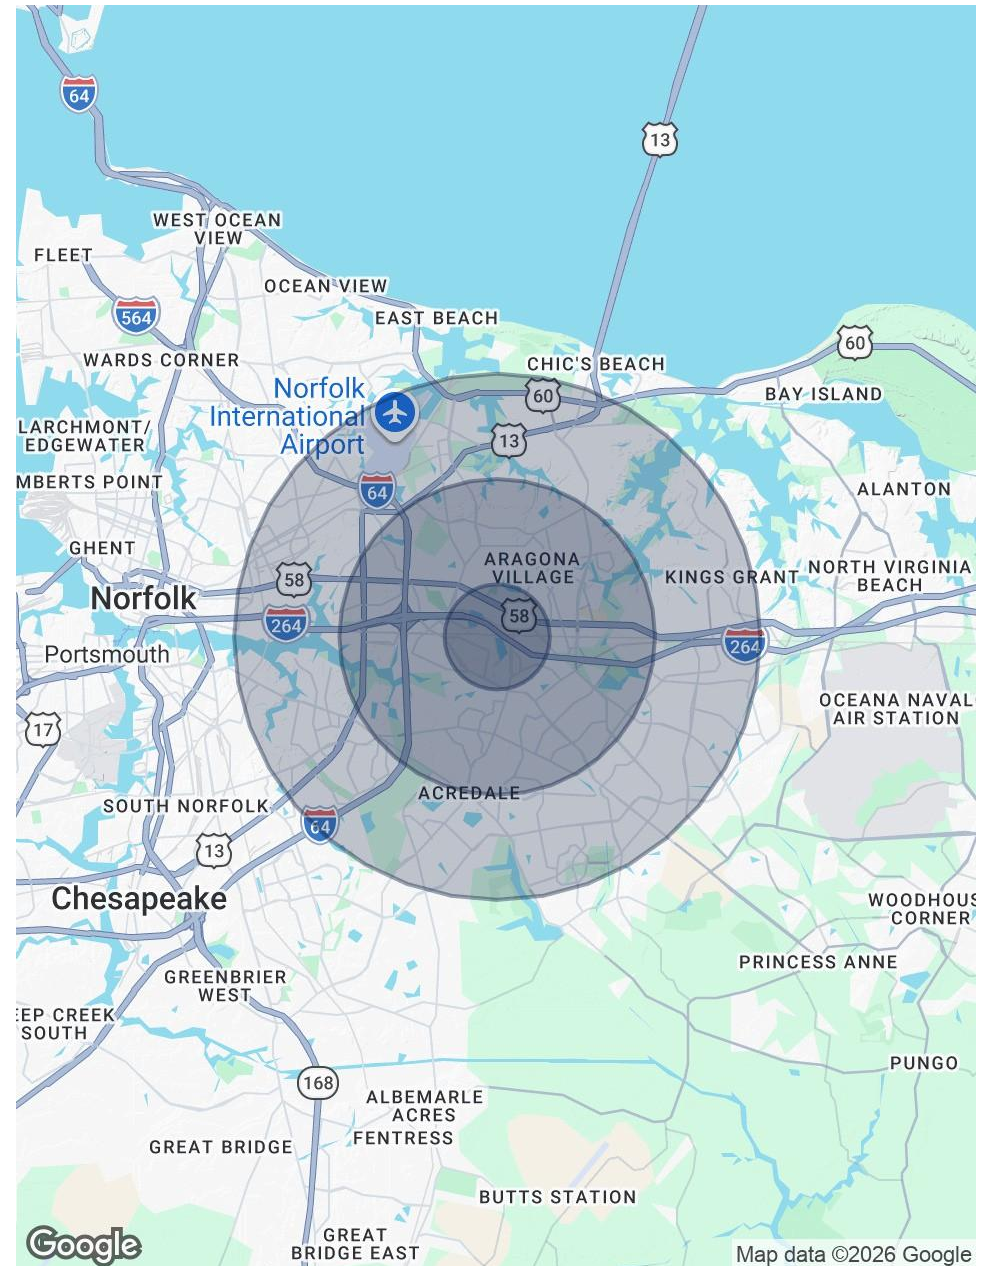 64
13
WEST OCEAN
VIEW
FLEET
OCEAN VIEW
564
EAST BEACH
60
WARDS CORNER
CHIC'S BEACH
Norfolk
International
Airport
60
BAY ISLAND
LARCHMONT/
EDGEWATER
13
MBERTS POINT
64
ALANTON
GHENT
ARAGONA
VILLAGE
58
KINGS GRANT
NORTH VIRGINIA
BEACH
Norfolk
58
264
264
Portsmouth
OCEANA NAVAL
AIR STATION
17
ACREDALE
SOUTH NORFOLK
64
13
Chesapeake
WOODHOUS
CORNER
PRINCESS ANNE
GREENBRIER
WEST
EEP CREEK
SOUTH
PUNGO
168
ALBEMARLE
ACRES
FENTRESS
GREAT BRIDGE
BUTTS STATION
GREAT
BRIDGE EAST
Google
Map data ©2026 Google